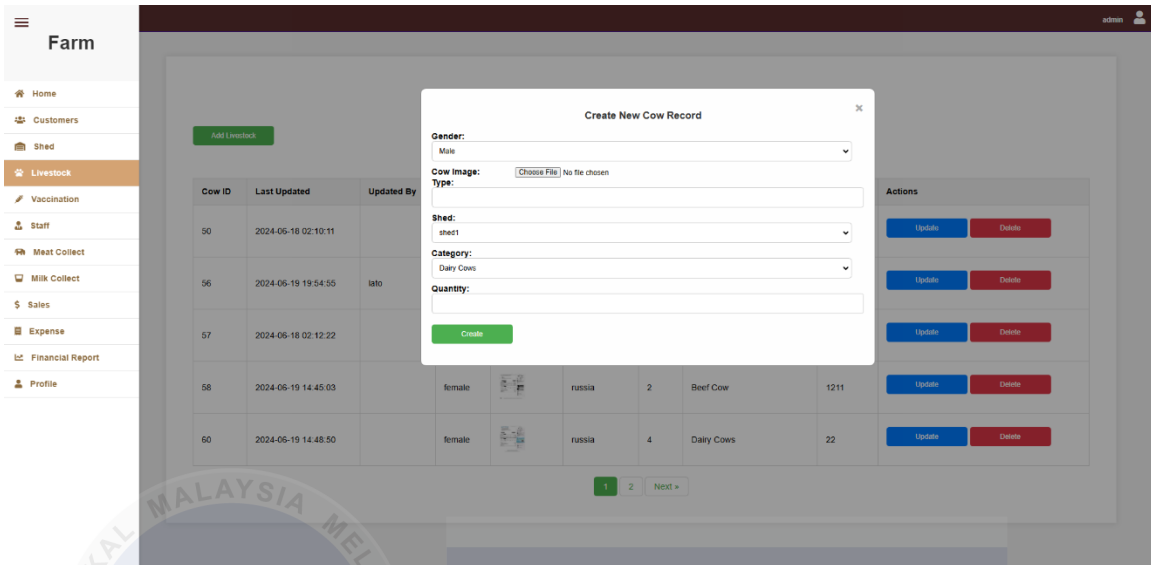 admin
Farm
Home
Customers
Shed
Livestock
Vaccination
Staff
Meat Collect
Milk Collect
$ Sales
Expense
Financial Report
Profile
Add Livestock
Create New Cow Record ×
Gender:
Male
Cow Image: Choose File No file chosen
Type:
Shed:
shed1
Category:
Dairy Cows
Quantity:
Create
Cow ID Last Updated Updated By Actions
50 2024-06-18 02:10:11 Update Delete
56 2024-06-19 19:54:55 lato Update Delete
57 2024-06-18 02:12:22 Update Delete
58 2024-06-19 14:45:03 female russia 2 Beef Cow 1211 Update Delete
60 2024-06-19 14:48:50 female russia 4 Dairy Cows 22 Update Delete
1 2 Next »
KAL MALAYSIA MEL